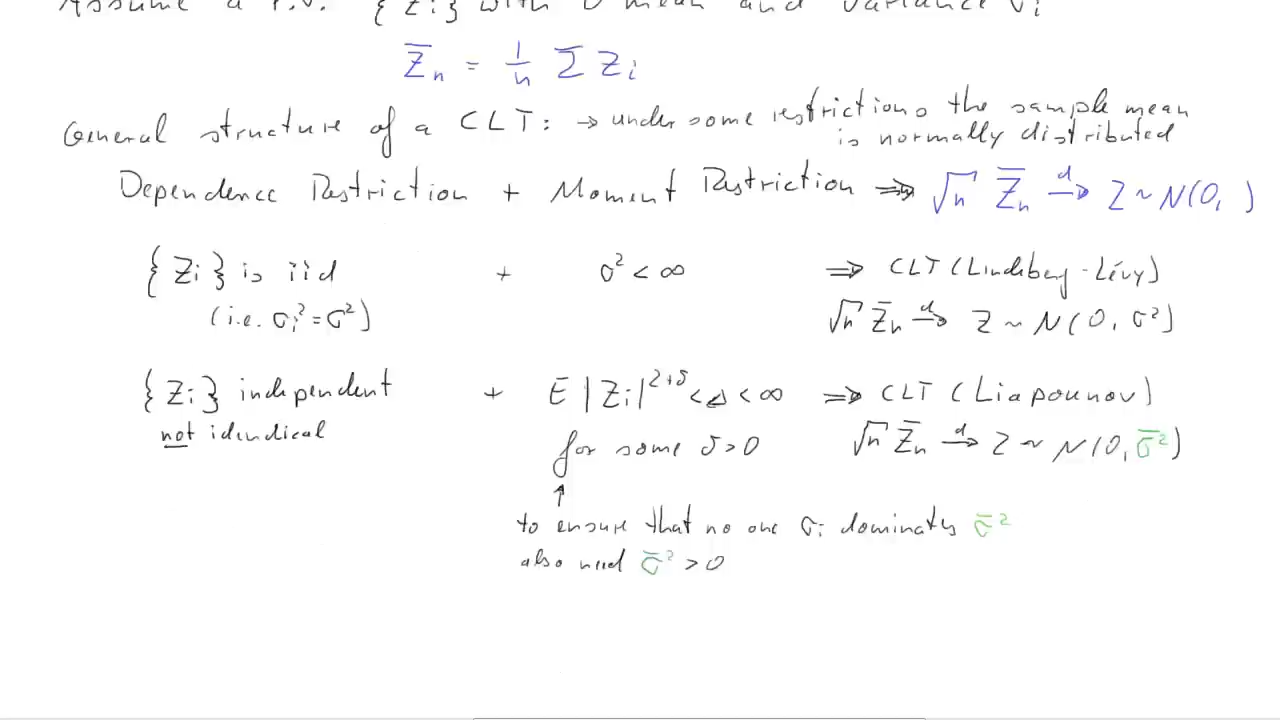 Assume a r.v. {Zi} with 0 mean and variance σi
Z̄n = 1/n Σ Zi
General structure of a CLT: → under some restrictions the sample mean
is normally distributed
Dependence Restriction + Moment Restriction ⇒ √n Z̄n →d Z ~ N(0, )
{Zi} is iid + σ² < ∞ ⇒ CLT (Lindeberg-Lévy)
(i.e. σi² = σ²) √n Z̄n →d Z ~ N(0, σ²)
{Zi} independent + E |Zi|^2+δ < Δ < ∞ ⇒ CLT (Liapounov)
not identical for some δ>0 √n Z̄n →d Z ~ N(0, σ̄²)
↑
to ensure that no one σi dominates σ̄²
also need σ̄² > 0